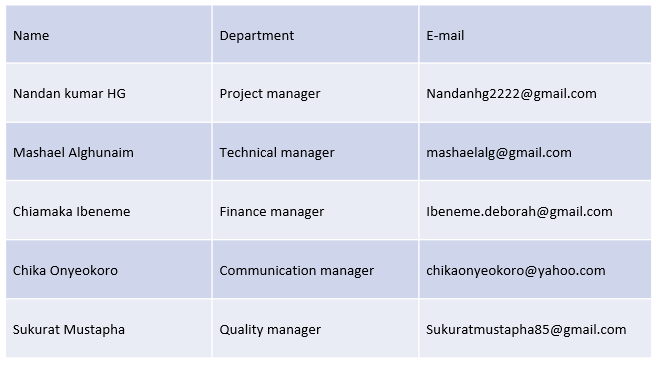 Name Department E-mail
Nandan kumar HG Project manager Nandanhg2222@gmail.com
Mashael Alghunaim Technical manager mashaelalg@gmail.com
Chiamaka Ibeneme Finance manager Ibeneme.deborah@gmail.com
Chika Onyeokoro Communication manager chikaonyeokoro@yahoo.com
Sukurat Mustapha Quality manager Sukuratmustapha85@gmail.com